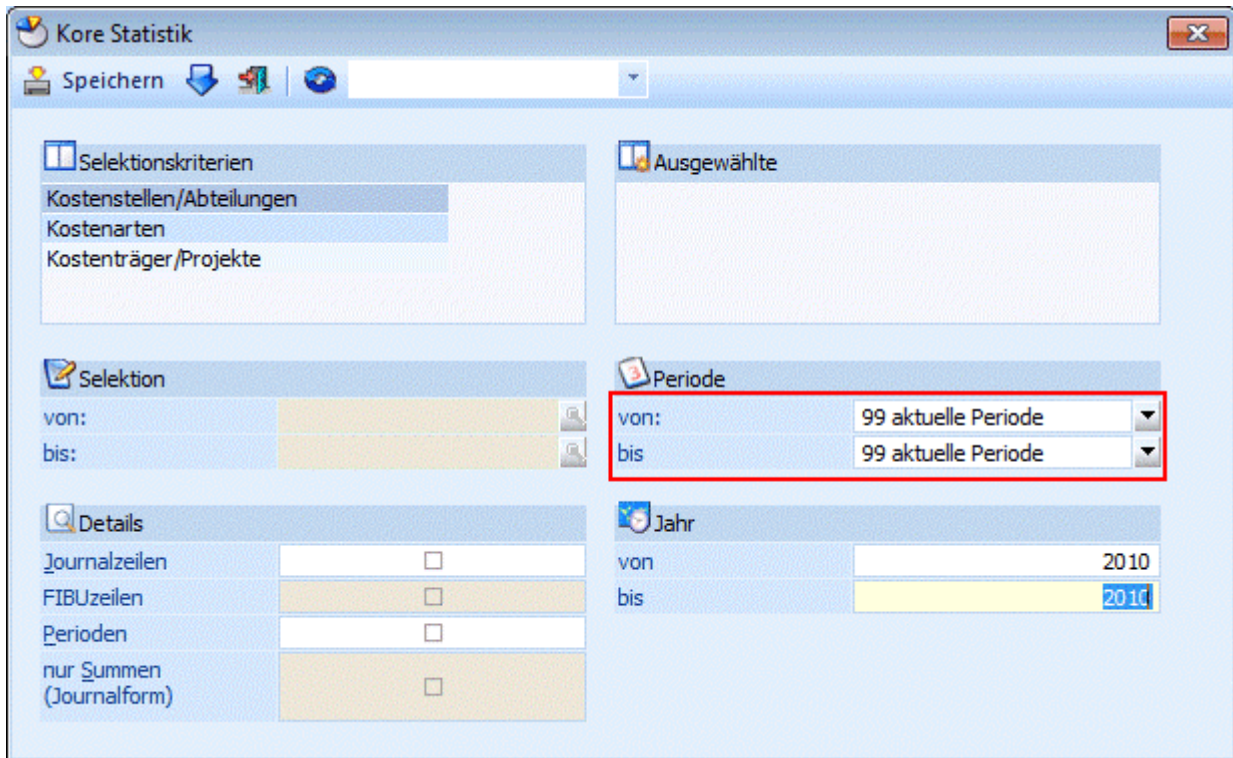 Kore Statistik
Speichern
Selektionskriterien
Kostenstellen/Abteilungen
Kostenarten
Kostenträger/Projekte
Ausgewählte
Selektion
von:
bis:
3
Periode
von: 99 aktuelle Periode
bis 99 aktuelle Periode
Details
Journalzeilen
FIBUzeilen
Perioden
nur Summen
(Journalform)
Jahr
von 2010
bis 2010